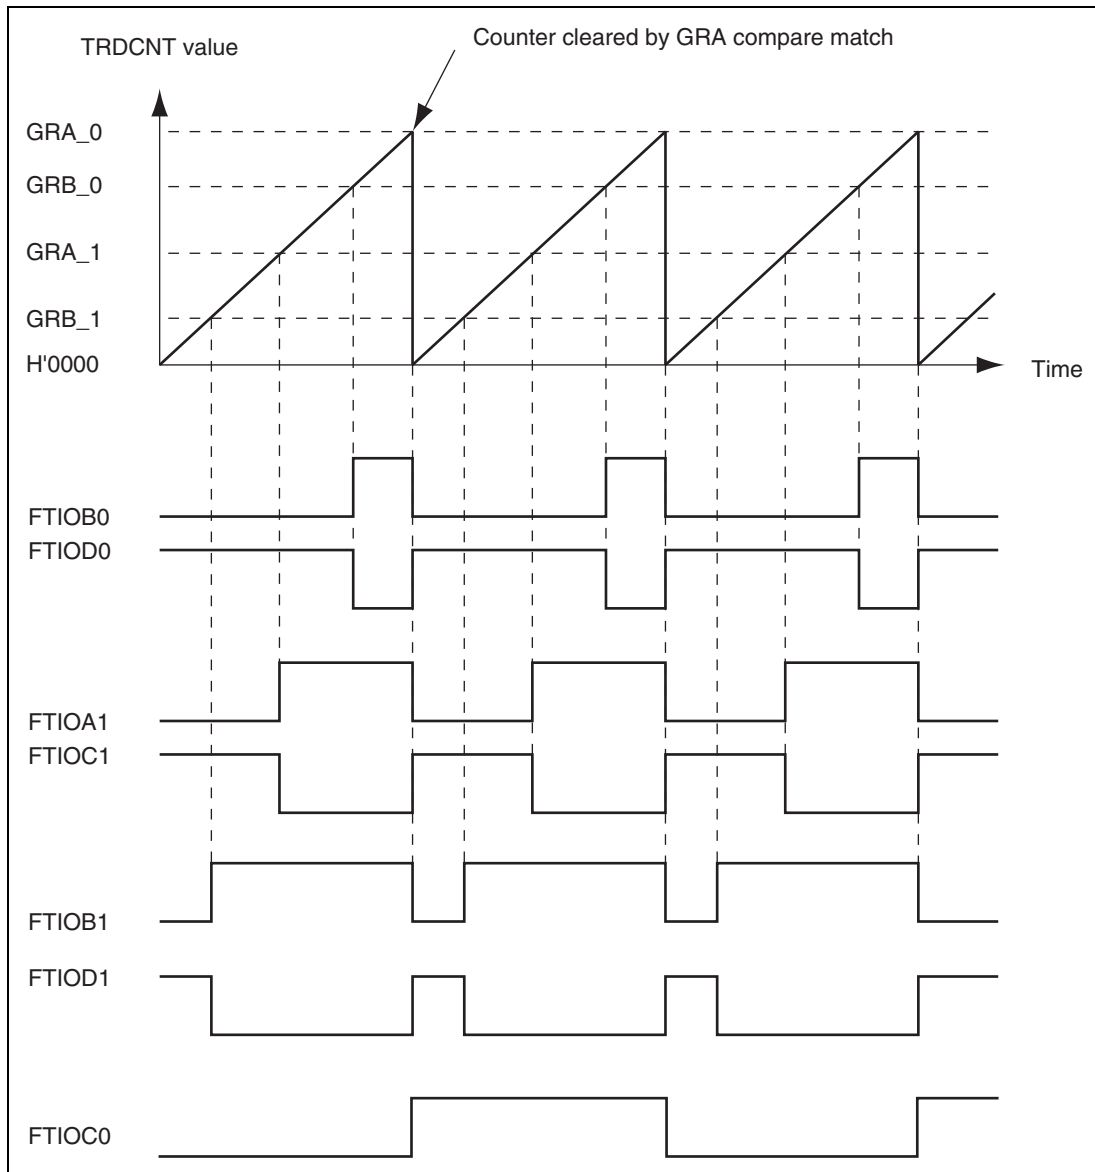 Counter cleared by GRA compare match
TRDCNT value
GRA_0
GRB_0
GRA_1
GRB_1
H'0000
Time
FTIOB0
FTIOD0
FTIOA1
FTIOC1
FTIOB1
FTIOD1
FTIOC0